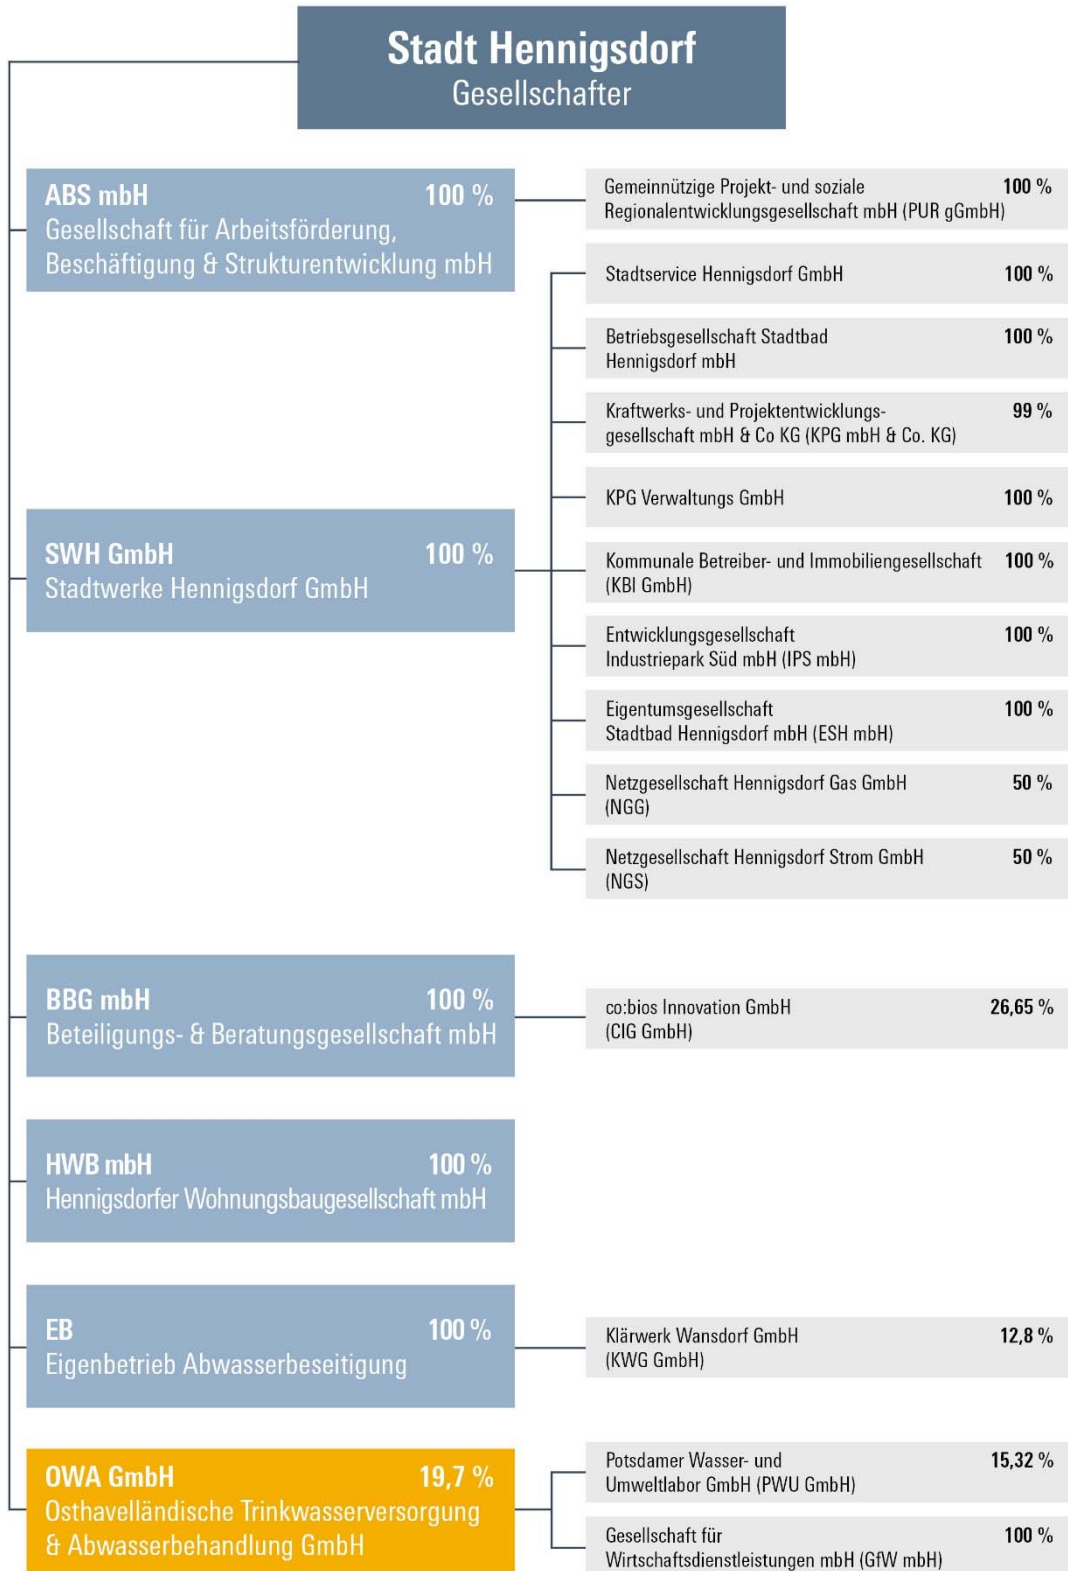 Stadt Hennigsdorf
Gesellschafter
ABS mbH 100 %
Gesellschaft für Arbeitsförderung,
Beschäftigung & Strukturentwicklung mbH
Gemeinnützige Projekt- und soziale 100 %
Regionalentwicklungsgesellschaft mbH (PUR gGmbH)
SWH GmbH 100 %
Stadtwerke Hennigsdorf GmbH
Stadtservice Hennigsdorf GmbH 100 %
Betriebsgesellschaft Stadtbad 100 %
Hennigsdorf mbH
Kraftwerks- und Projektentwicklungs- 99 %
gesellschaft mbH & Co KG (KPG mbH & Co. KG)
KPG Verwaltungs GmbH 100 %
Kommunale Betreiber- und Immobiliengesellschaft 100 %
(KBI GmbH)
Entwicklungsgesellschaft 100 %
Industriepark Süd mbH (IPS mbH)
Eigentumsgesellschaft 100 %
Stadtbad Hennigsdorf mbH (ESH mbH)
Netzgesellschaft Hennigsdorf Gas GmbH 50 %
(NGG)
Netzgesellschaft Hennigsdorf Strom GmbH 50 %
(NGS)
BBG mbH 100 %
Beteiligungs- & Beratungsgesellschaft mbH
co:bios Innovation GmbH 26,65 %
(CIG GmbH)
HWB mbH 100 %
Hennigsdorfer Wohnungsbaugesellschaft mbH
EB 100 %
Eigenbetrieb Abwasserbeseitigung
Klärwerk Wansdorf GmbH 12,8 %
(KWG GmbH)
OWA GmbH 19,7 %
Osthavelländische Trinkwasserversorgung
& Abwasserbehandlung GmbH
Potsdamer Wasser- und 15,32 %
Umweltlabor GmbH (PWU GmbH)
Gesellschaft für 100 %
Wirtschaftsdienstleistungen mbH (GfW mbH)